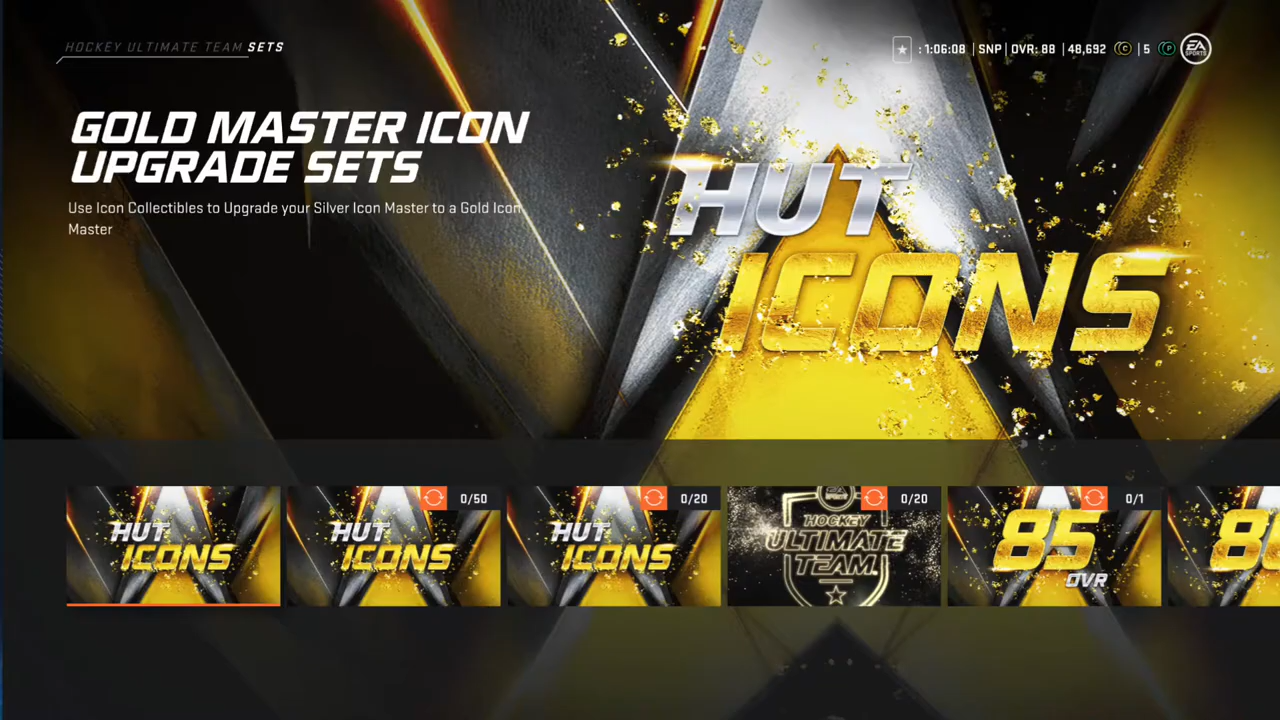 HOCKEY ULTIMATE TEAM SETS
: 1:06:08 | SNP | OVR: 88 | 48,692 C | 5 P EA SPORTS
GOLD MASTER ICON
UPGRADE SETS
Use Icon Collectibles to Upgrade your Silver Icon Master to a Gold Icon
Master
HUT
ICONS
HUT
ICONS
0/50
HUT
ICONS
0/20
HUT
ICONS
0/20
HOCKEY
ULTIMATE
TEAM
0/1
85
OVR